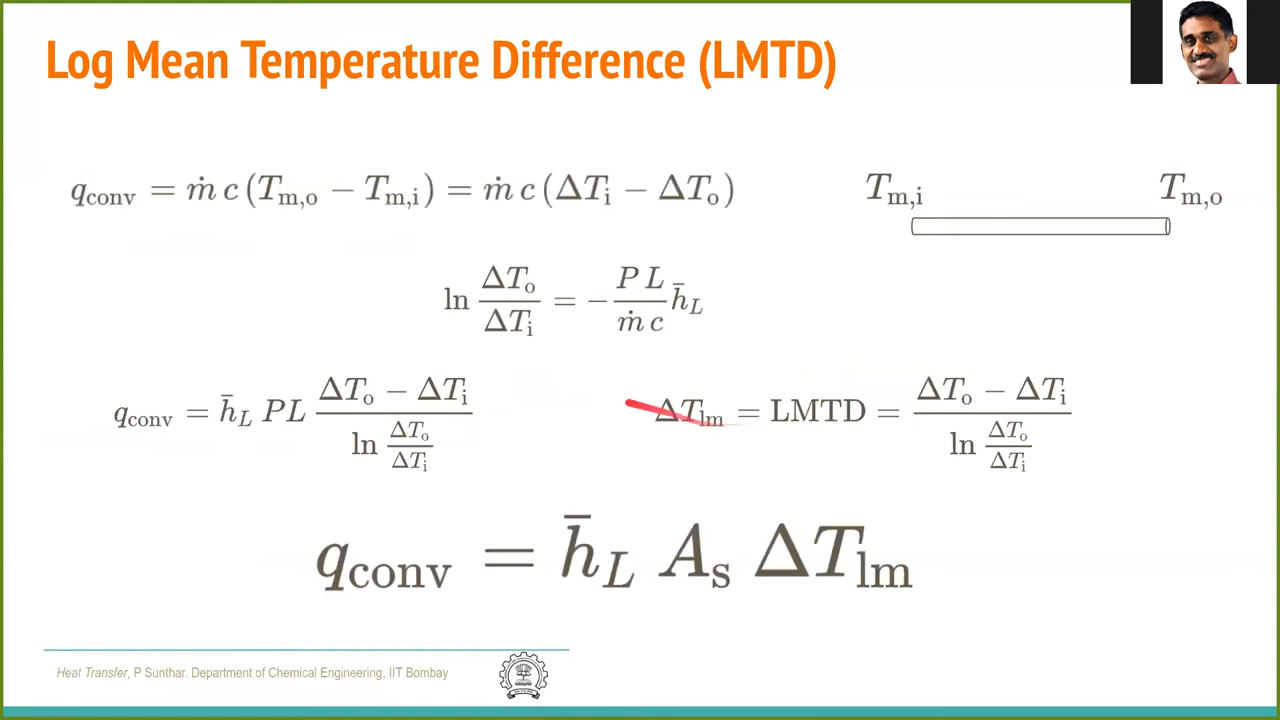 Log Mean Temperature Difference (LMTD)
q_conv = ṁ c (T_m,o − T_m,i) = ṁ c (ΔT_i − ΔT_o)
T_m,i T_m,o
ln ΔT_o/ΔT_i = − P L/ṁ c h̄_L
q_conv = h̄_L PL (ΔT_o − ΔT_i)/(ln ΔT_o/ΔT_i)
ΔT_lm = LMTD = (ΔT_o − ΔT_i)/(ln ΔT_o/ΔT_i)
q_conv = h̄_L A_s ΔT_lm
Heat Transfer, P Sunthar. Department of Chemical Engineering, IIT Bombay